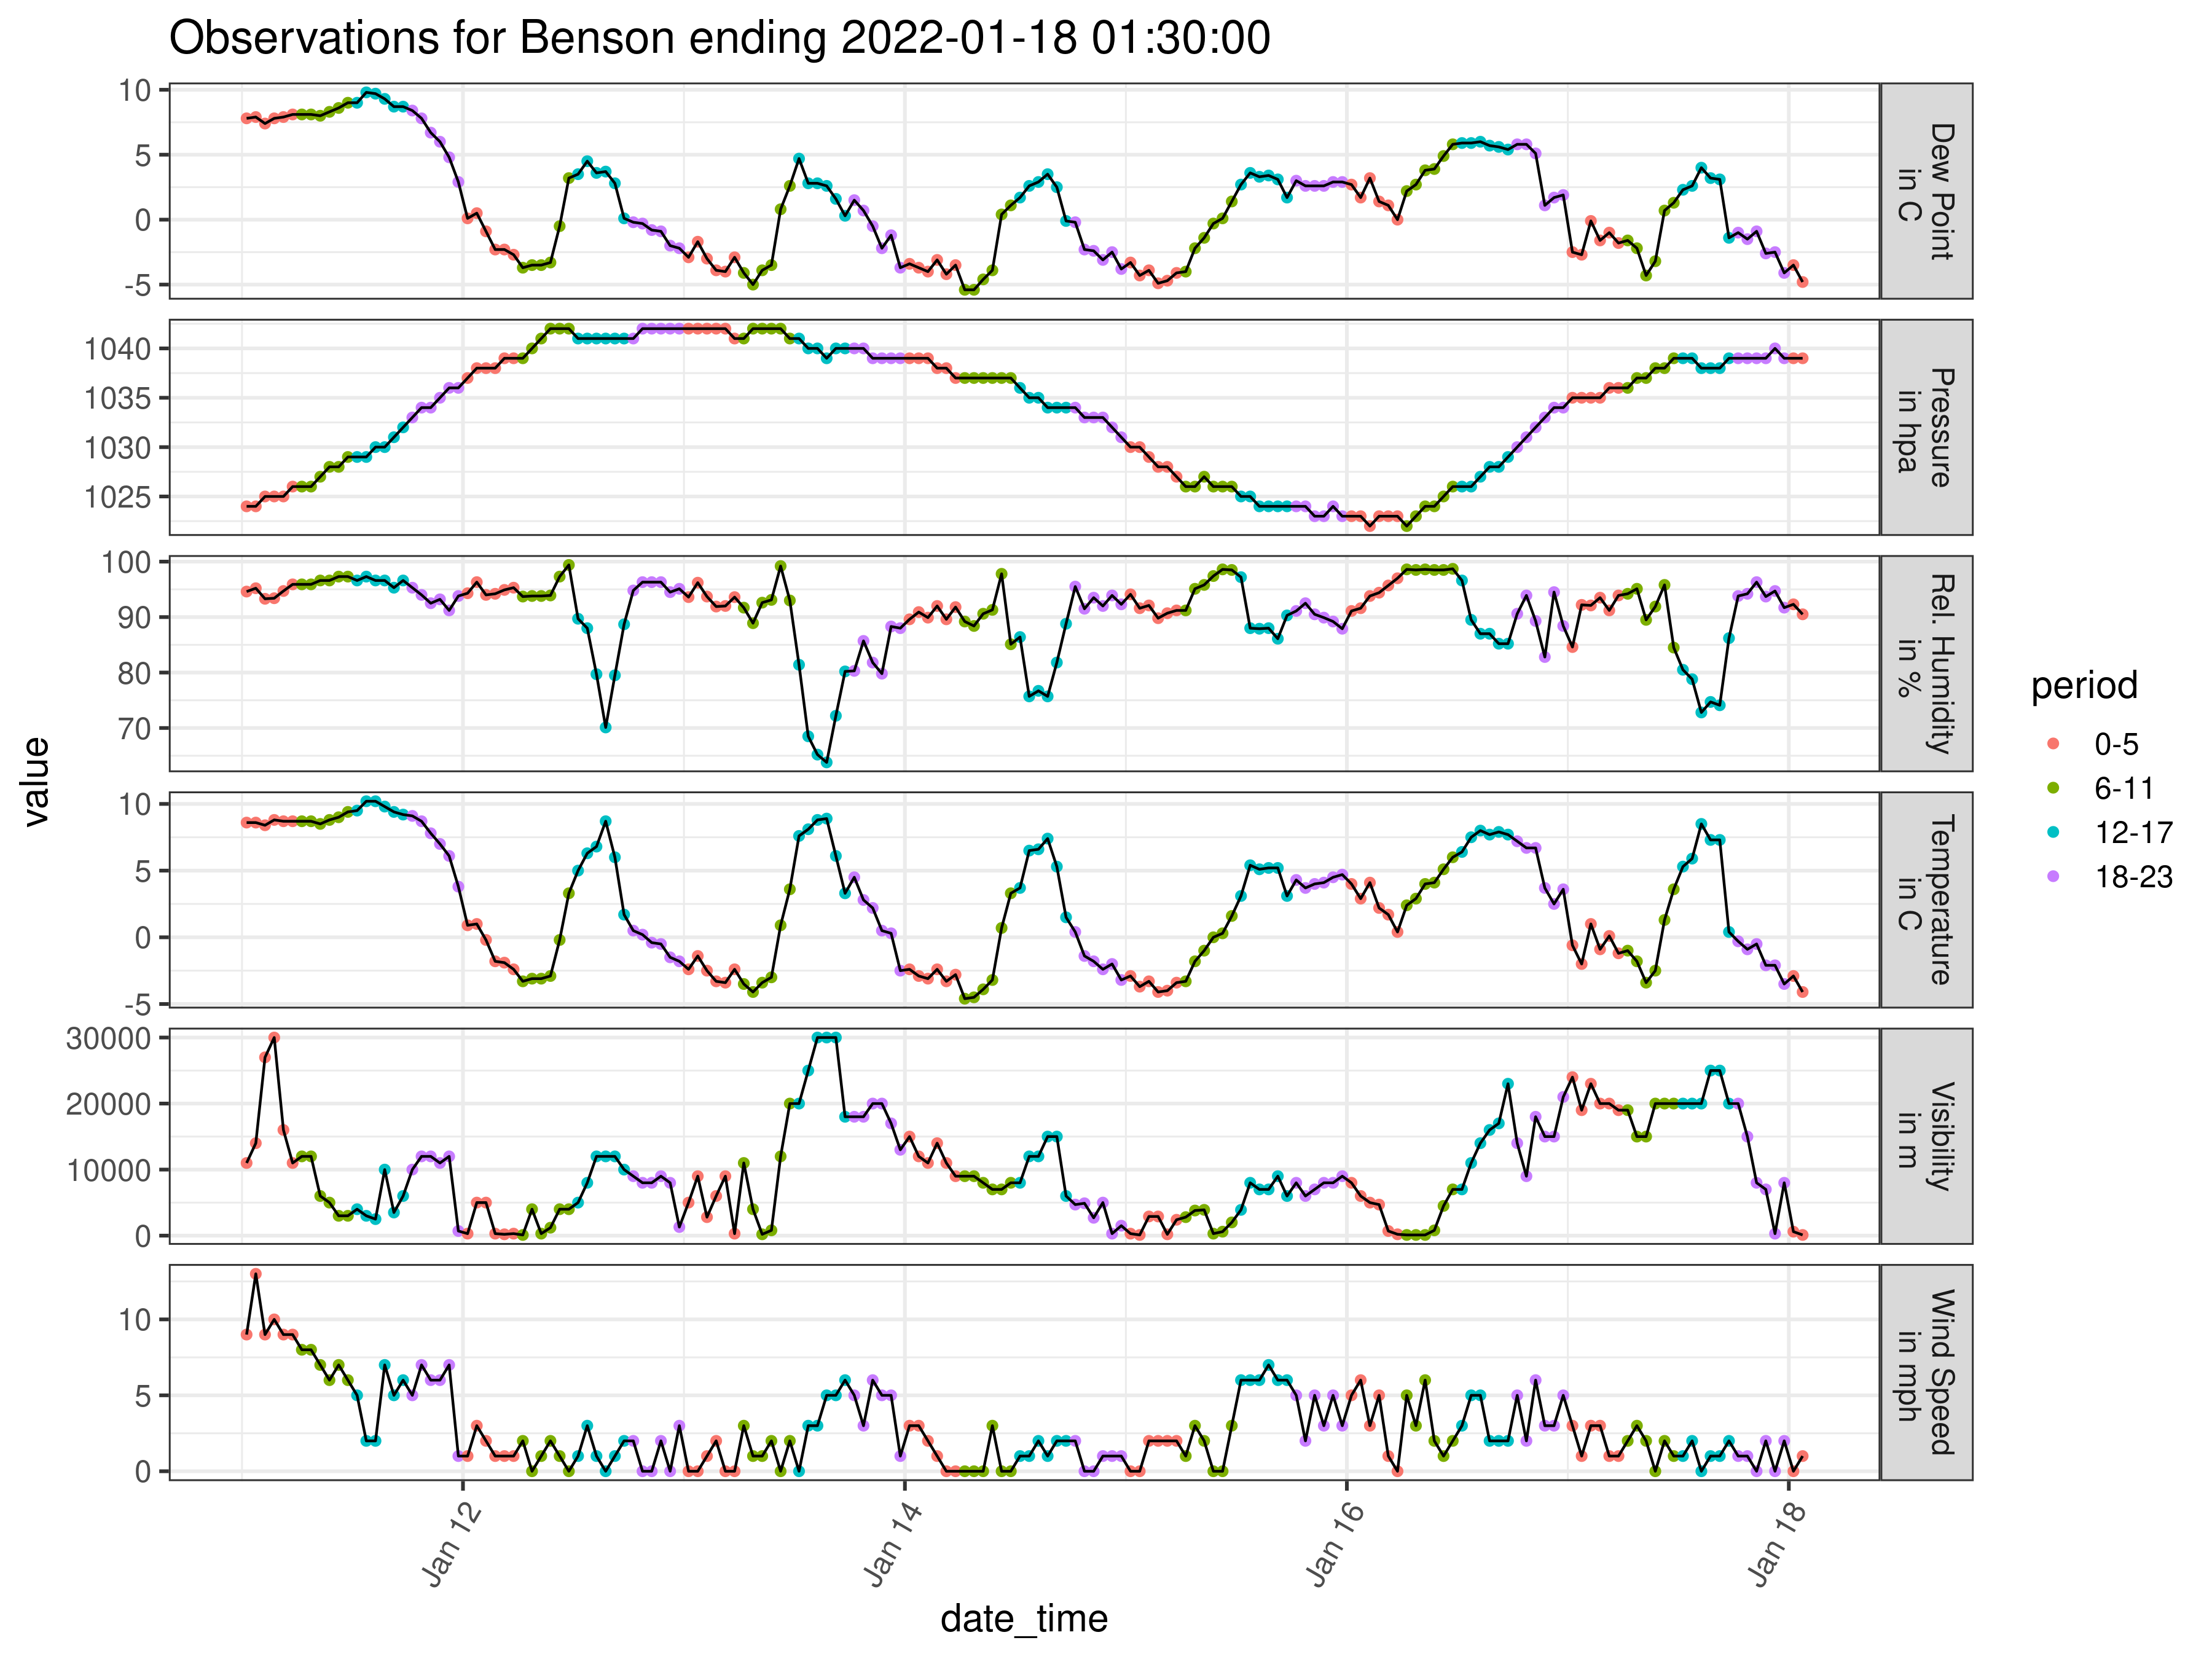 Observations for Benson ending 2022-01-18 01:30:00
value
10
5
0
-5
Dew Point
in C
1040
1035
1030
1025
Pressure
in hpa
100
90
80
70
Rel. Humidity
in %
10
5
0
-5
Temperature
in C
30000
20000
10000
0
Visibility
in m
10
5
0
Wind Speed
in mph
Jan 12
Jan 14
Jan 16
Jan 18
date_time
period
0-5
6-11
12-17
18-23